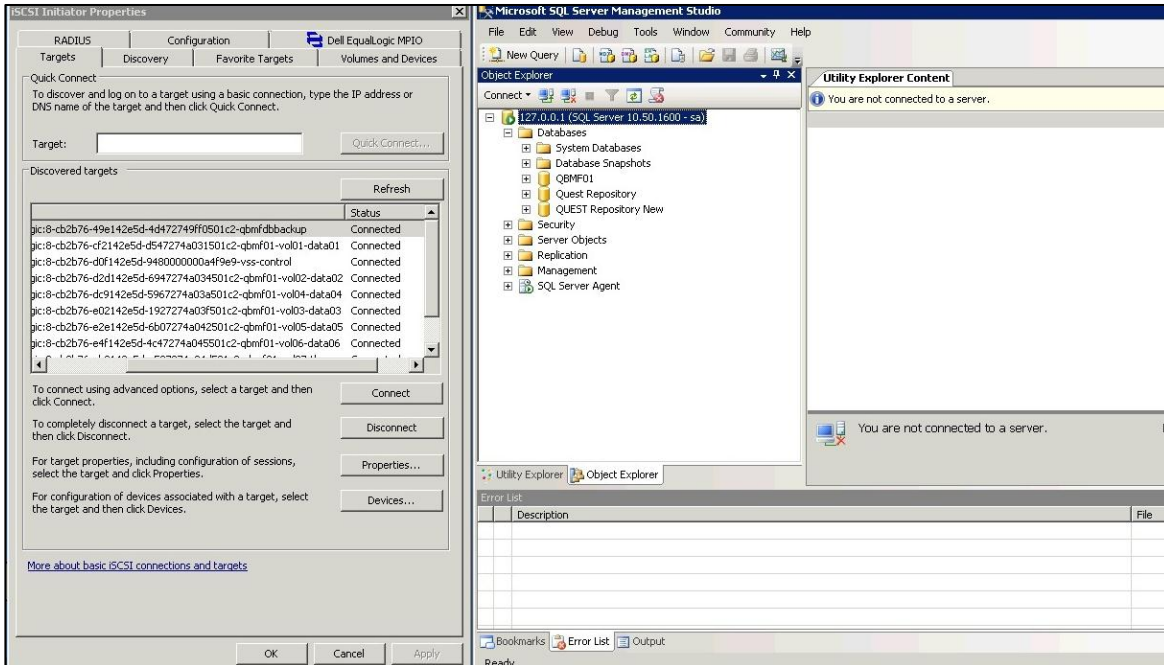 iSCSI Initiator Properties
RADIUS Configuration Dell EqualLogic MPIO
Targets Discovery Favorite Targets Volumes and Devices
Quick Connect
To discover and log on to a target using a basic connection, type the IP address or
DNS name of the target and then click Quick Connect.
Target: Quick Connect...
Discovered targets
Refresh
Status
gic:8-cb2b76-49e142e5d-4d472749ff0501c2-qbmfdbbackup Connected
gic:8-cb2b76-cf2142e5d-d547274a031501c2-qbmf01-vol01-data01 Connected
gic:8-cb2b76-d0f142e5d-9480000000a4f9e9-vss-control Connected
gic:8-cb2b76-d2d142e5d-6947274a034501c2-qbmf01-vol02-data02 Connected
gic:8-cb2b76-dc9142e5d-5967274a03a501c2-qbmf01-vol04-data04 Connected
gic:8-cb2b76-e02142e5d-1927274a03f501c2-qbmf01-vol03-data03 Connected
gic:8-cb2b76-e2e142e5d-6b07274a042501c2-qbmf01-vol05-data05 Connected
gic:8-cb2b76-e4f142e5d-4c47274a045501c2-qbmf01-vol06-data06 Connected
To connect using advanced options, select a target and then
click Connect.
Connect
To completely disconnect a target, select the target and
then click Disconnect.
Disconnect
For target properties, including configuration of sessions,
select the target and click Properties.
Properties...
For configuration of devices associated with a target, select
the target and then click Devices.
Devices...
More about basic iSCSI connections and targets
OK Cancel Apply
Microsoft SQL Server Management Studio
File Edit View Debug Tools Window Community Help
New Query
Object Explorer
Connect
127.0.0.1 (SQL Server 10.50.1600 - sa)
Databases
System Databases
Database Snapshots
QBMF01
Quest Repository
QUEST Repository New
Security
Server Objects
Replication
Management
SQL Server Agent
Utility Explorer Object Explorer
Utility Explorer Content
You are not connected to a server.
You are not connected to a server.
Error List
Description File
Bookmarks Error List Output
Ready